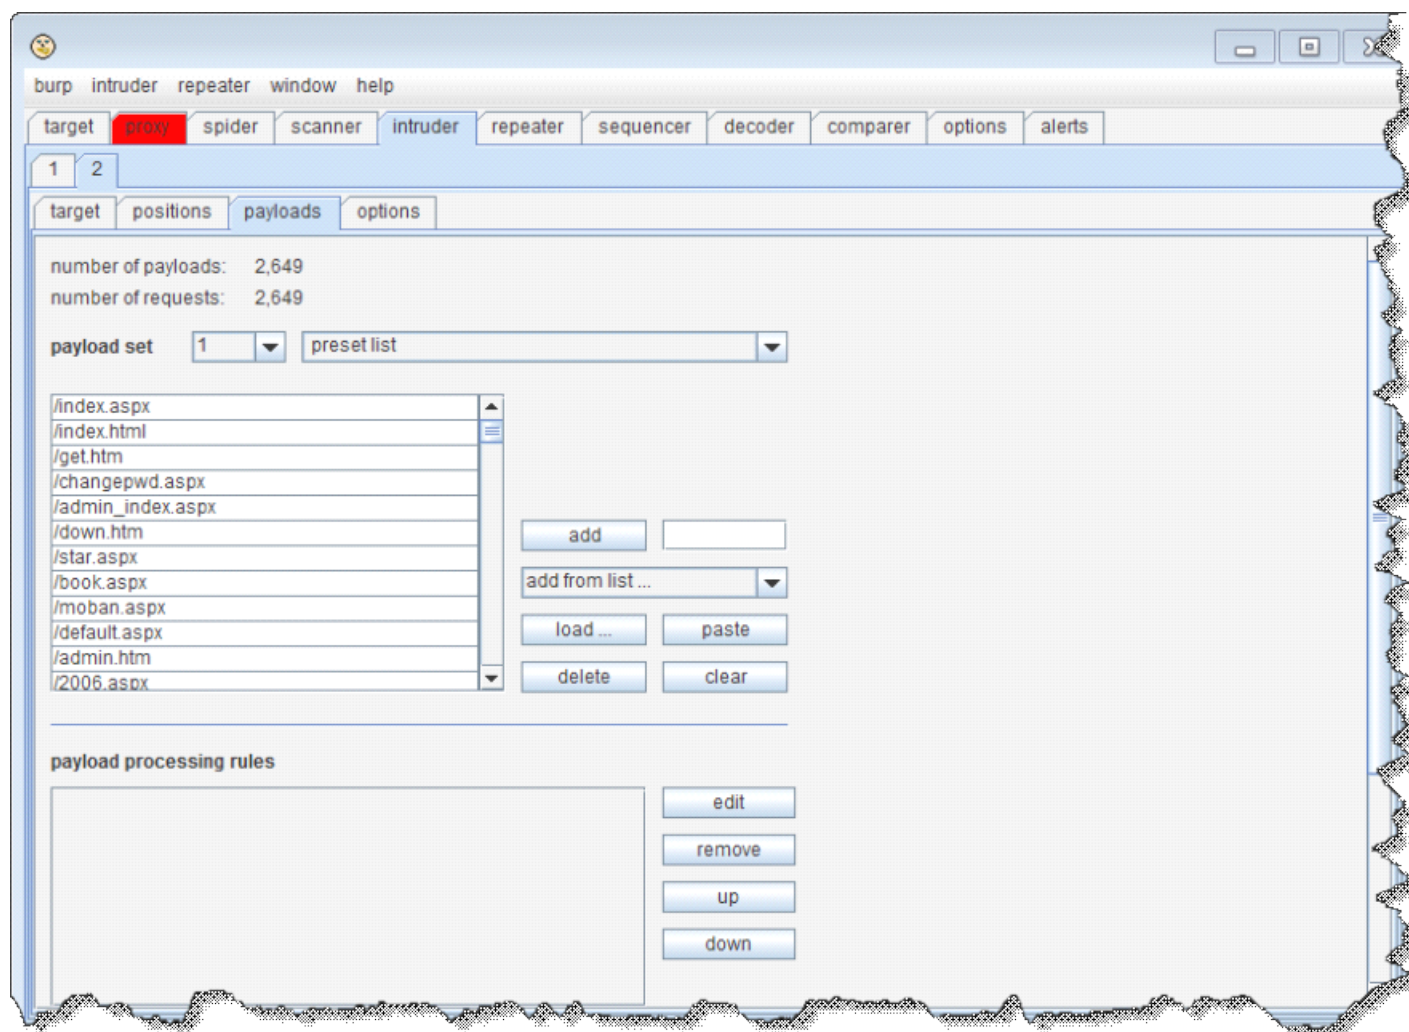 burp intruder repeater window help
target proxy spider scanner intruder repeater sequencer decoder comparer options alerts
1 2
target positions payloads options
number of payloads: 2,649
number of requests: 2,649
payload set 1 preset list
/index.aspx
/index.html
/get.htm
/changepwd.aspx
/admin_index.aspx
/down.htm
add
/star.aspx
/book.aspx
add from list ...
/moban.aspx
/default.aspx
load ... paste
/admin.htm
/2006.aspx
delete clear
payload processing rules
edit
remove
up
down